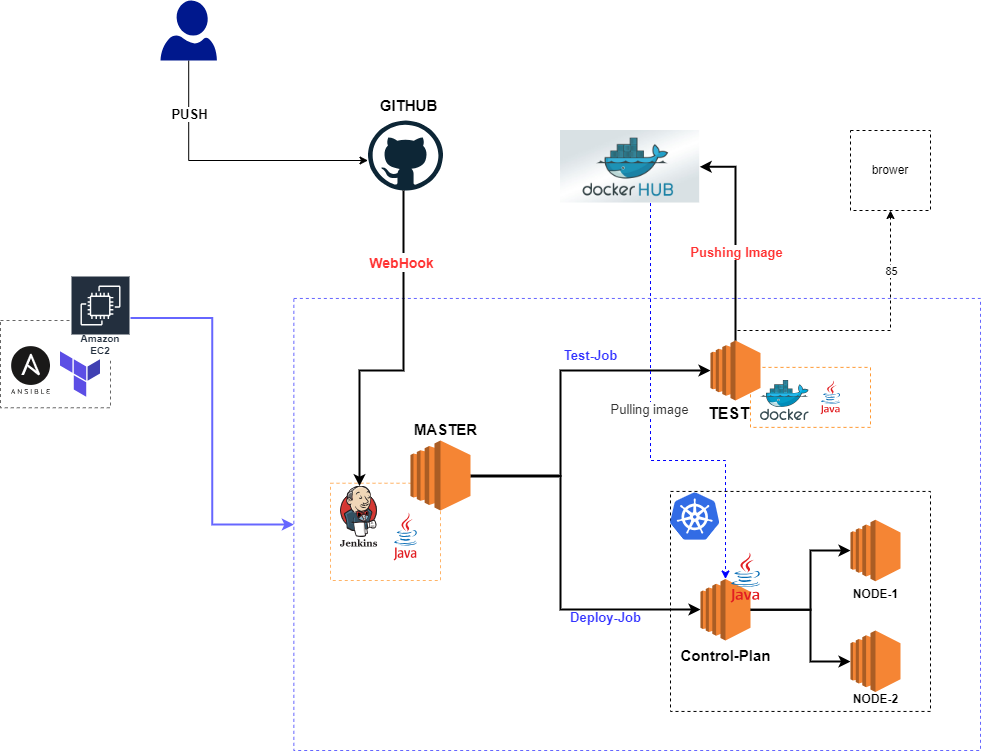 PUSH
GITHUB
docker HUB
brower
WebHook
Pushing Image
85
Amazon
EC2
ANSIBLE
Test-Job
Pulling image
TEST
docker
Java
MASTER
Jenkins
Java
Java
NODE-1
Deploy-Job
Control-Plan
NODE-2